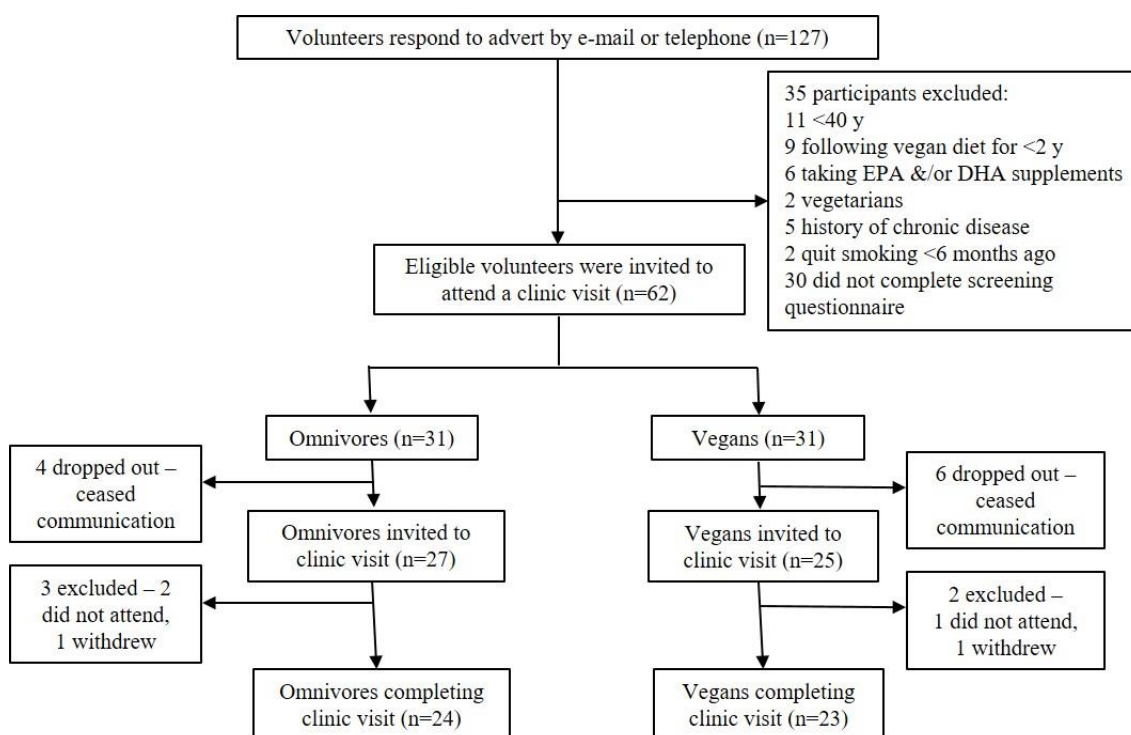 Volunteers respond to advert by e-mail or telephone (n=127)
35 participants excluded:
11 <40 y
9 following vegan diet for <2 y
6 taking EPA &/or DHA supplements
2 vegetarians
5 history of chronic disease
2 quit smoking <6 months ago
30 did not complete screening
questionnaire
Eligible volunteers were invited to
attend a clinic visit (n=62)
Omnivores (n=31)
Vegans (n=31)
4 dropped out –
ceased
communication
6 dropped out –
ceased
communication
Omnivores invited to
clinic visit (n=27)
Vegans invited to
clinic visit (n=25)
3 excluded – 2
did not attend,
1 withdrew
2 excluded –
1 did not attend,
1 withdrew
Omnivores completing
clinic visit (n=24)
Vegans completing
clinic visit (n=23)